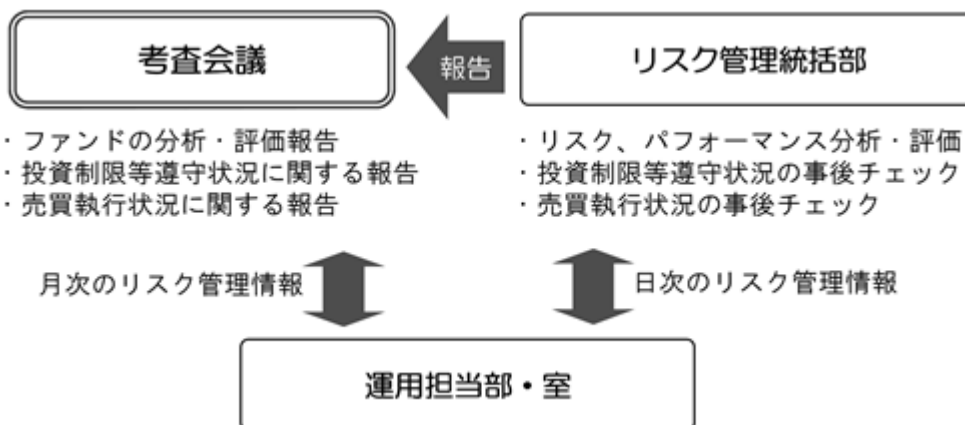 考査会議
報告
リスク管理統括部
・ファンドの分析・評価報告
・投資制限等遵守状況に関する報告
・売買執行状況に関する報告
・リスク、パフォーマンス分析・評価
・投資制限等遵守状況の事後チェック
・売買執行状況の事後チェック
月次のリスク管理情報
日次のリスク管理情報
運用担当部・室